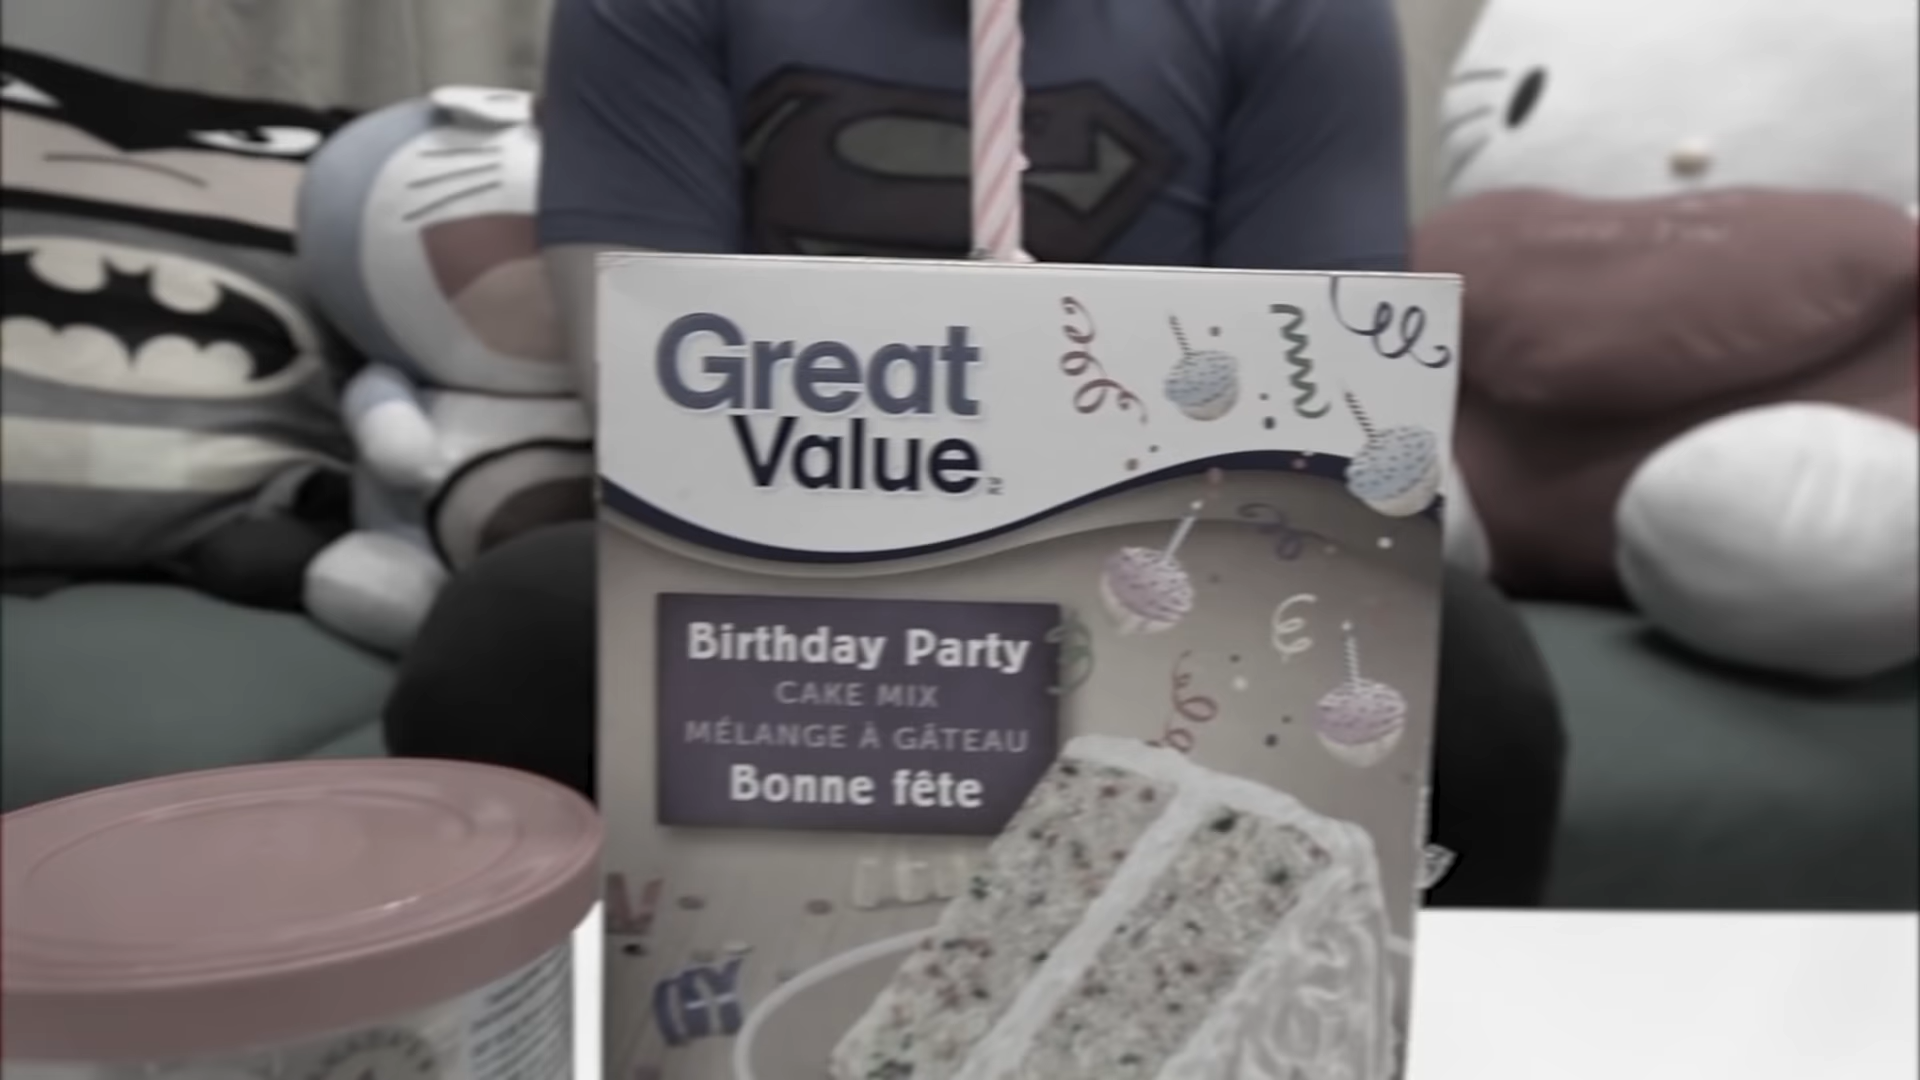 Great
Value
Birthday Party
CAKE MIX
MÉLANGE À GÂTEAU
Bonne fête